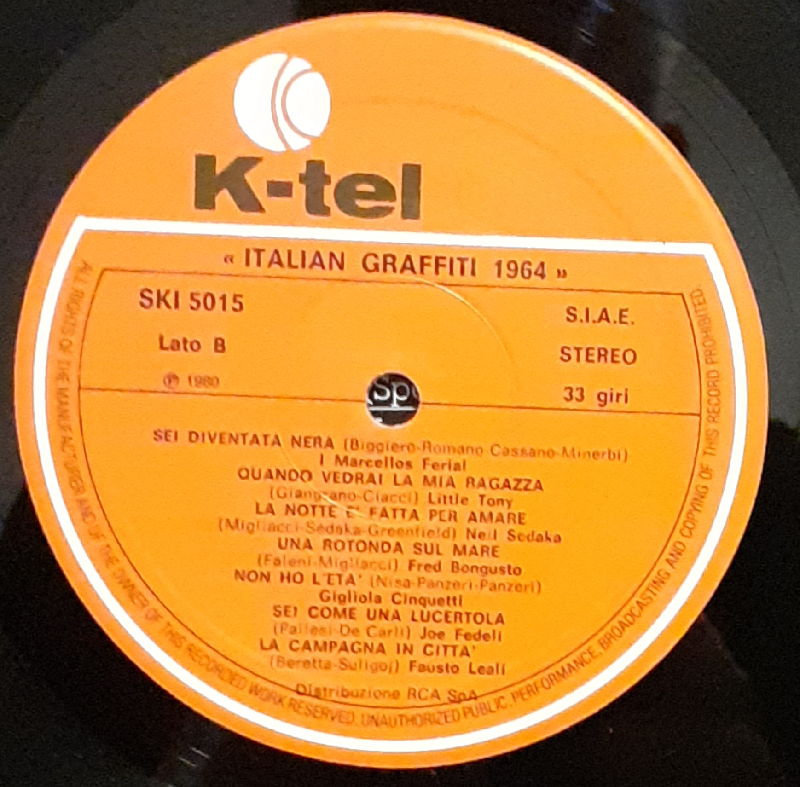 K-tel
« ITALIAN GRAFFITI 1964 »
SKI 5015
S.I.A.E.
Lato B
STEREO
℗ 1980
33 giri
Spo
SEI DIVENTATA NERA (Biggiero-Romano Cassano-Minerbi)
I Marcellos Ferial
QUANDO VEDRAI LA MIA RAGAZZA
(Gianprano-Ciacci) Little Tony
LA NOTTE E' FATTA PER AMARE
(Migliacci-Sedaka-Greenfield) Neil Sedaka
UNA ROTONDA SUL MARE
(Faleni-Migliacci) Fred Bongusto
NON HO L'ETA' (Nisa-Panzeri-Panzeri)
Gigliola Cinquetti
SEI COME UNA LUCERTOLA
(Pallesi-De Carli) Joe Fedeli
LA CAMPAGNA IN CITTA'
(Beretta-Suligoj) Fausto Leali
Distribuzione RCA SpA
ALL RIGHTS OF THE MANUFACTURER AND OF THE OWNER OF THIS RECORDED WORK RESERVED. UNAUTHORIZED PUBLIC, PERFORMANCE, BROADCASTING AND COPYING OF THIS RECORD PROHIBITED.